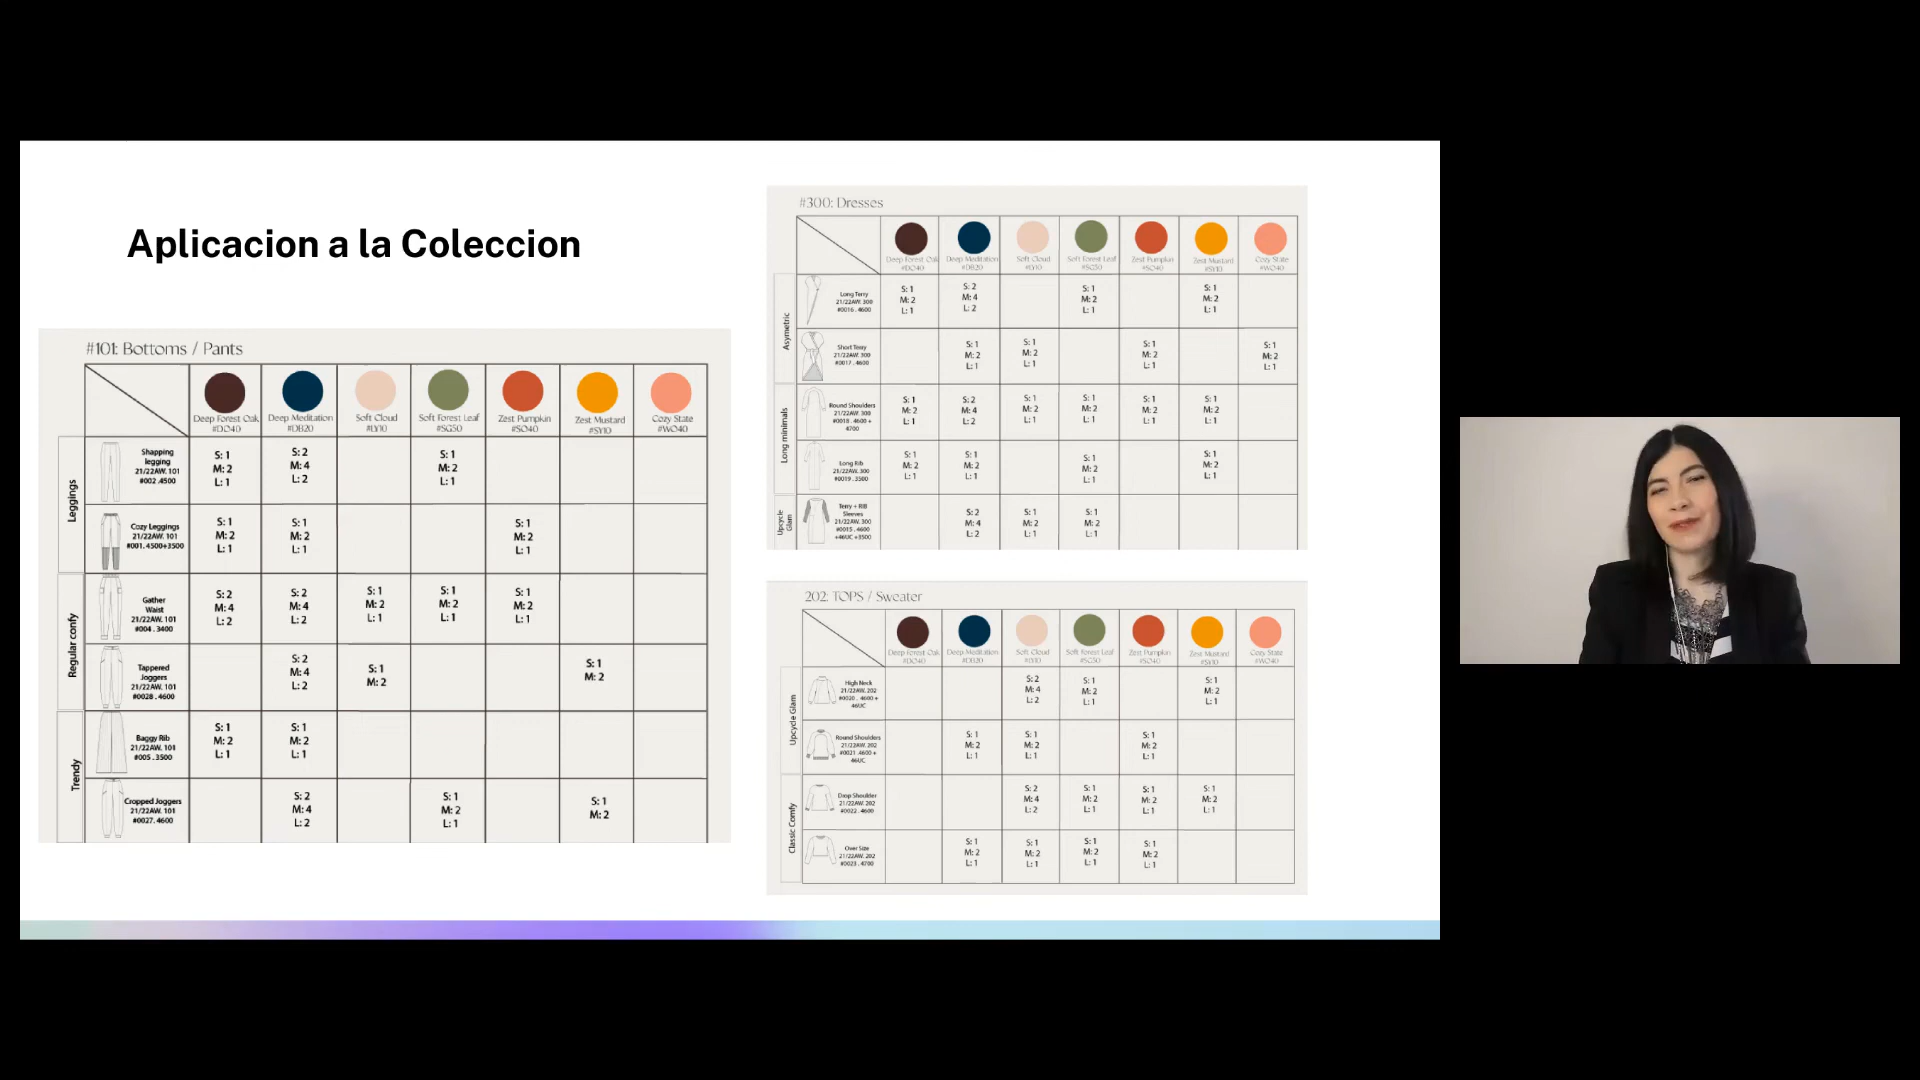 Aplicacion a la Coleccion
#101: Bottoms / Pants
Deep Forest Oak Deep Meditation Soft Cloud Soft Forest Leaf Zest Pumpkin Zest Mustard Cozy State
#DO40 #DB20 #LY10 #SG50 #SO40 #SY10 #WO40
Leggings
Shapping
legging
21/22AW. 101
#002 .4500
S: 1 S: 2 S: 1
M: 2 M: 4 M: 2
L: 1 L: 2 L: 1
Cozy Leggings
21/22AW. 101
#001. 4500+3500
S: 1 S: 1 S: 1
M: 2 M: 2 M: 2
L: 1 L: 1 L: 1
Regular comfy
Gather
Waist
21/22AW. 101
#004 . 3400
S: 2 S: 2 S: 1 S: 1 S: 1
M: 4 M: 4 M: 2 M: 2 M: 2
L: 2 L: 2 L: 1 L: 1 L: 1
Tappered
Joggers
21/22AW. 101
#0028 . 4600
S: 2 S: 1 S: 1
M: 4 M: 2 M: 2
L: 2
Trendy
Baggy Rib
21/22AW. 101
#005 .3500
S: 1 S: 1
M: 2 M: 2
L: 1 L: 1
Cropped Joggers
21/22AW. 101
#0027. 4600
S: 2 S: 1 S: 1
M: 4 M: 2 M: 2
L: 2 L: 1
#300: Dresses
Deep Forest Oak Deep Meditation Soft Cloud Soft Forest Leaf Zest Pumpkin Zest Mustard Cozy State
#DO40 #DB20 #LY10 #SG50 #SO40 #SY10 #WO40
Asymetric
Long Terry
21/22AW. 300
#0016 . 4600
S: 1 S: 2 S: 1 S: 1
M: 2 M: 4 M: 2 M: 2
L: 1 L: 2 L: 1 L: 1
Short Terry
21/22AW. 300
#0017 .4600
S: 1 S: 1 S: 1 S: 1
M: 2 M: 2 M: 2 M: 2
L: 1 L: 1 L: 1 L: 1
Long minimals
Round Shoulders
21/22AW. 300
#0018 . 4600 +
4700
S: 1 S: 2 S: 1 S: 1 S: 1 S: 1
M: 2 M: 4 M: 2 M: 2 M: 2 M: 2
L: 1 L: 2 L: 1 L: 1 L: 1 L: 1
Long Rib
21/22AW. 300
#0019 . 3500
S: 1 S: 1 S: 1 S: 1
M: 2 M: 2 M: 2 M: 2
L: 1 L: 1 L: 1 L: 1
Upcycle
Glam
Terry + RIB
Sleeves
21/22AW. 300
#0015 . 4600
+46UC +3500
S: 2 S: 1 S: 1
M: 4 M: 2 M: 2
L: 2 L: 1 L: 1
202: TOPS / Sweater
Deep Forest Oak Deep Meditation Soft Cloud Soft Forest Leaf Zest Pumpkin Zest Mustard Cozy State
#DO40 #DB20 #LY10 #SG50 #SO40 #SY10 #WO40
Upcycle Glam
High Neck
21/22AW. 202
#0020 . 4600 +
46UC
S: 2 S: 1 S: 1
M: 4 M: 2 M: 2
L: 2 L: 1 L: 1
Round Shoulders
21/22AW. 202
#0021 .4600 +
46UC
S: 1 S: 1 S: 1
M: 2 M: 2 M: 2
L: 1 L: 1 L: 1
Classic Comfy
Drop Shoulder
21/22AW. 202
#0022 . 4600
S: 2 S: 1 S: 1 S: 1
M: 4 M: 2 M: 2 M: 2
L: 2 L: 1 L: 1 L: 1
Over Size
21/22AW. 202
#0023 . 4700
S: 1 S: 1 S: 1 S: 1
M: 2 M: 2 M: 2 M: 2
L: 1 L: 1 L: 1 L: 1